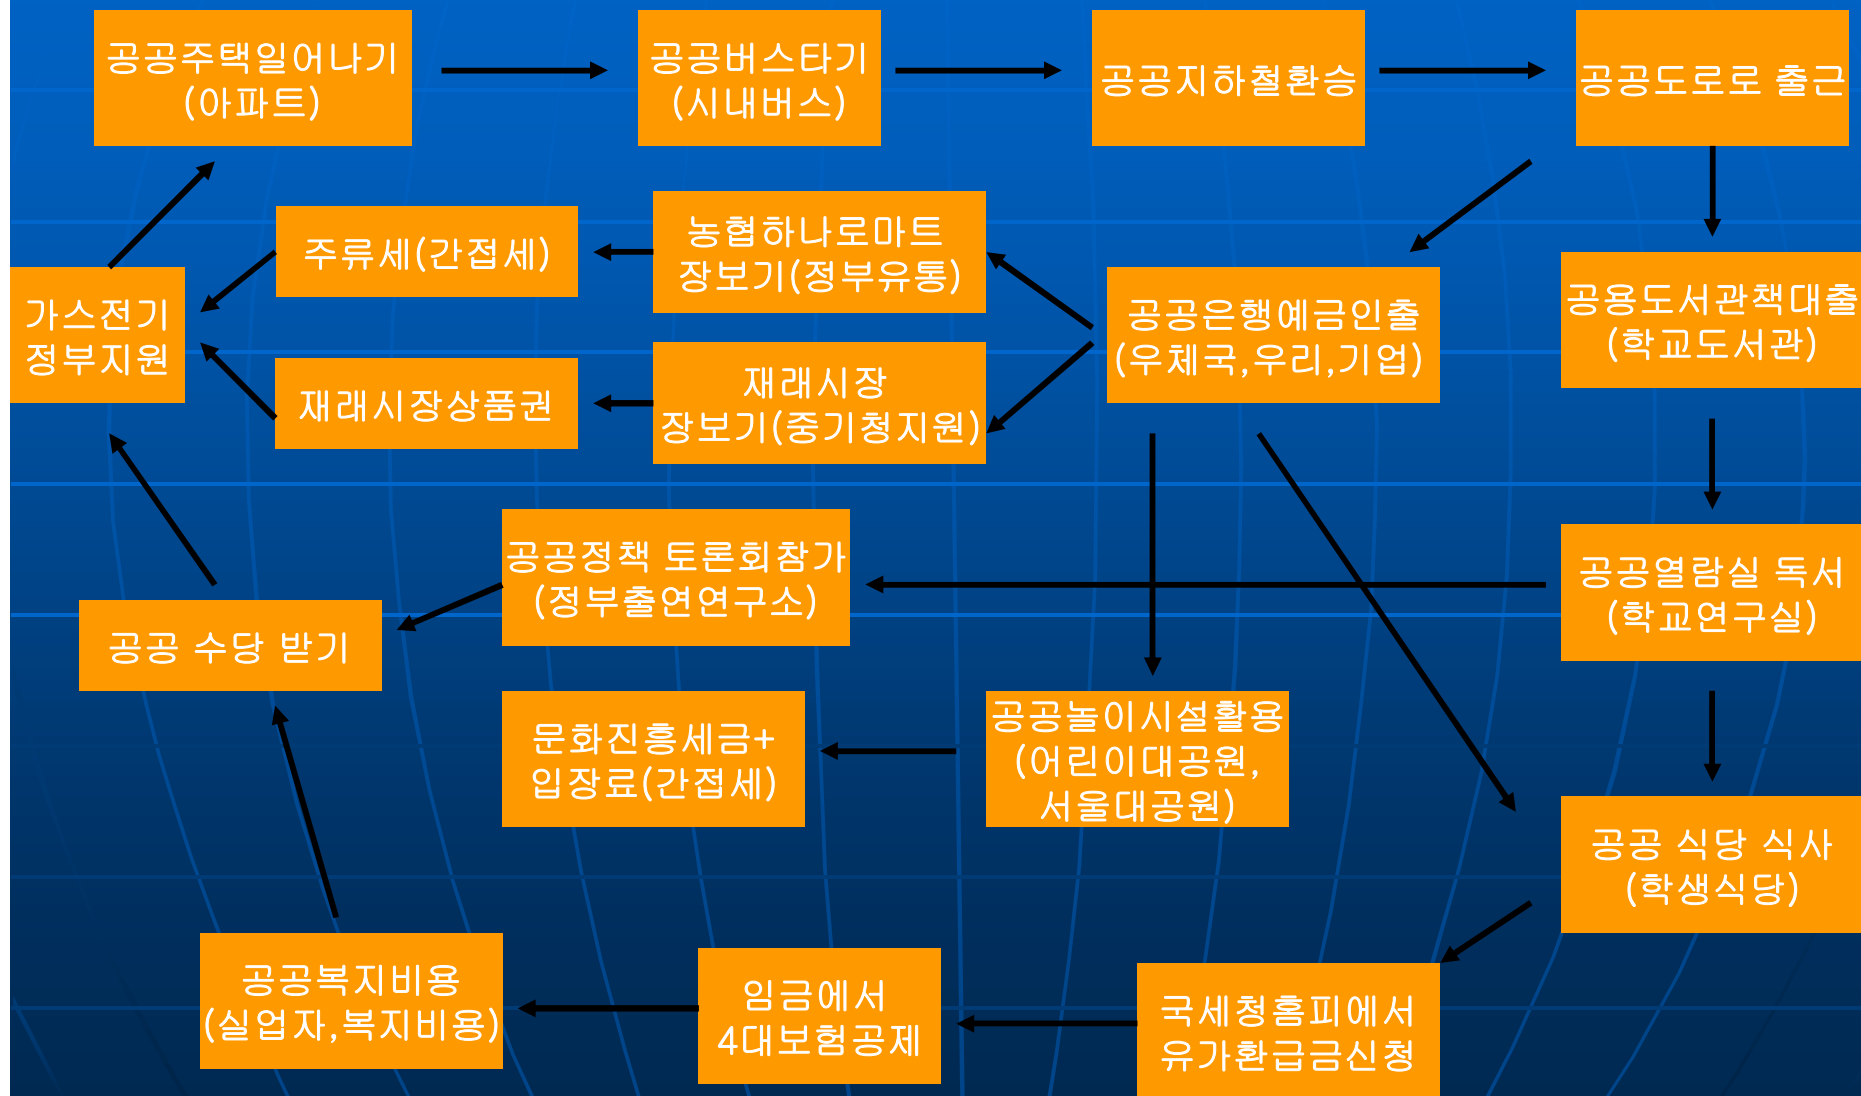 공공주택일어나기
(아파트)
공공버스타기
(시내버스)
공공지하철환승
공공도로로 출근
주류세(간접세)
농협하나로마트
장보기(정부유통)
가스전기
정부지원
공공은행예금인출
(우체국,우리,기업)
공용도서관책대출
(학교도서관)
재래시장상품권
재래시장
장보기(중기청지원)
공공정책 토론회참가
(정부출연연구소)
공공열람실 독서
(학교연구실)
공공 수당 받기
문화진흥세금+
입장료(간접세)
공공놀이시설활용
(어린이대공원,
서울대공원)
공공 식당 식사
(학생식당)
공공복지비용
(실업자,복지비용)
임금에서
4대보험공제
국세청홈피에서
유가환급금신청